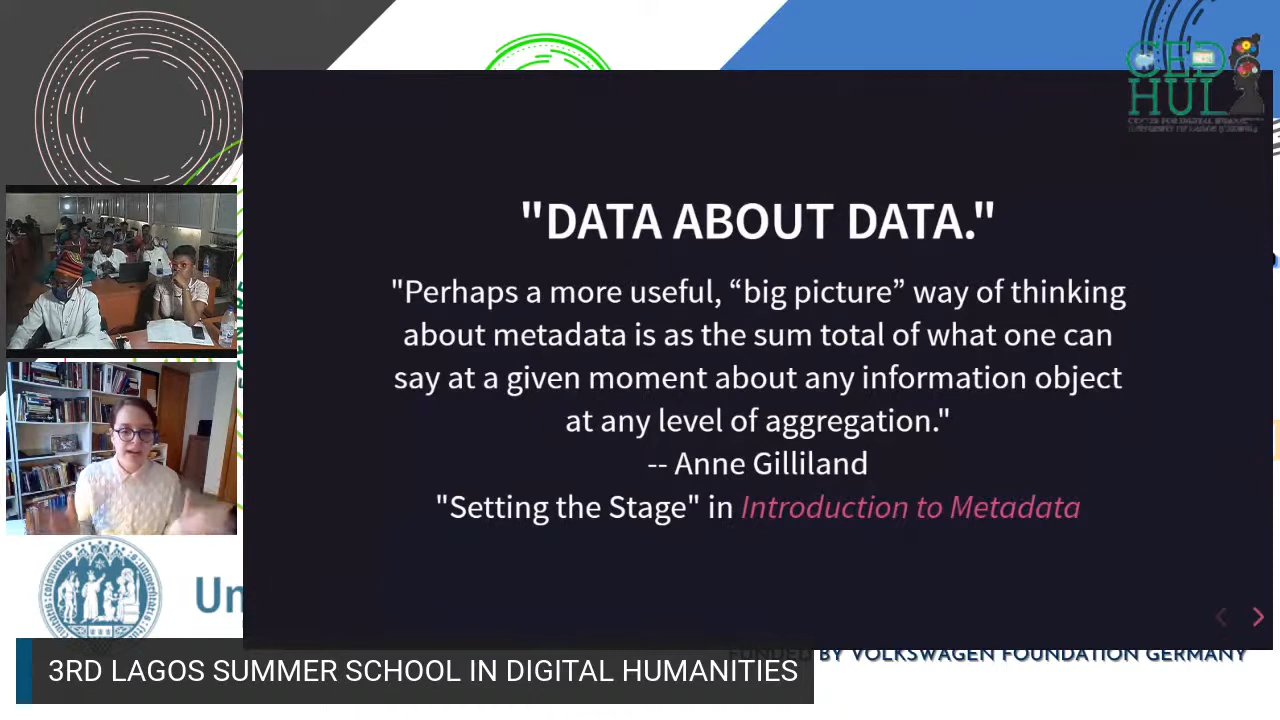 CEDHUL
"DATA ABOUT DATA."
"Perhaps a more useful, “big picture” way of thinking
about metadata is as the sum total of what one can
say at a given moment about any information object
at any level of aggregation."
-- Anne Gilliland
"Setting the Stage" in Introduction to Metadata
Un
FUNDED BY VOLKSWAGEN FOUNDATION GERMANY
3RD LAGOS SUMMER SCHOOL IN DIGITAL HUMANITIES